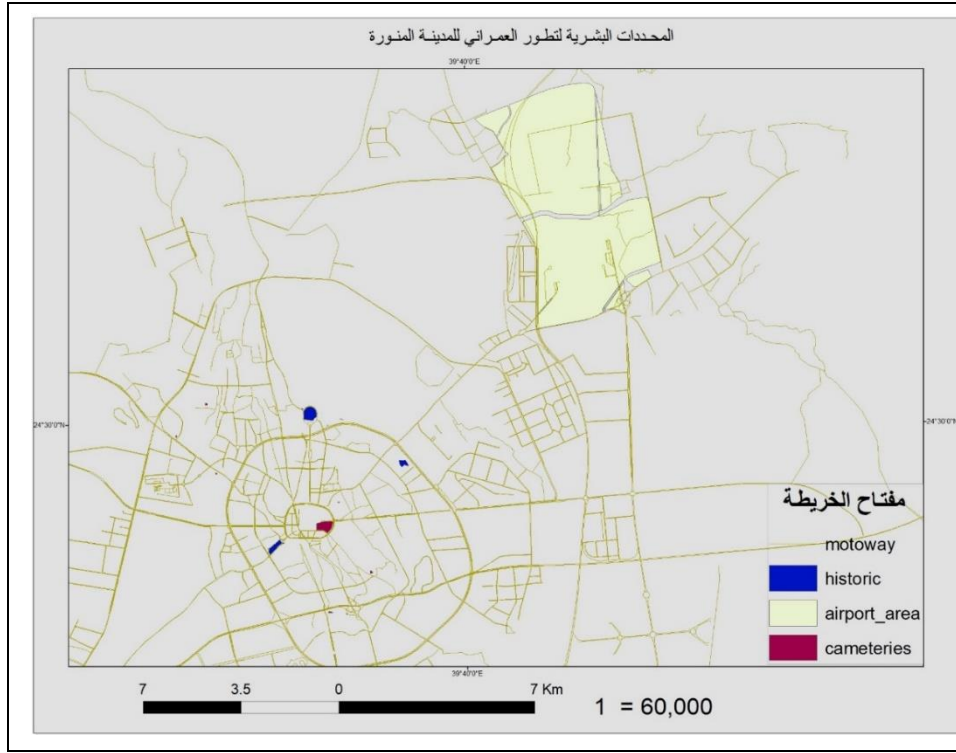 المحددات البشرية لتطور العمراني للمدينة المنورة
39°40'0"E
24°30'0"N
24°30'0"N
مفتاح الخريطة
motoway
historic
airport_area
cameteries
39°40'0"E
7 3.5 0 7 Km
1 = 60,000